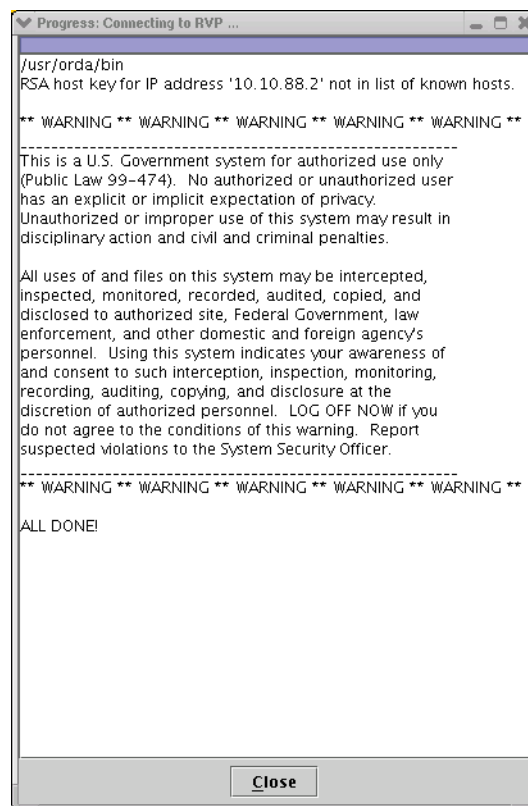 Progress: Connecting to RVP ...
/usr/orda/bin
RSA host key for IP address '10.10.88.2' not in list of known hosts.
** WARNING ** WARNING ** WARNING ** WARNING ** WARNING **
____________________________________________________________
This is a U.S. Government system for authorized use only
(Public Law 99-474).  No authorized or unauthorized user
has an explicit or implicit expectation of privacy.
Unauthorized or improper use of this system may result in
disciplinary action and civil and criminal penalties.
All uses of and files on this system may be intercepted,
inspected, monitored, recorded, audited, copied, and
disclosed to authorized site, Federal Government, law
enforcement, and other domestic and foreign agency's
personnel.  Using this system indicates your awareness of
and consent to such interception, inspection, monitoring,
recording, auditing, copying, and disclosure at the
discretion of authorized personnel.  LOG OFF NOW if you
do not agree to the conditions of this warning.  Report
suspected violations to the System Security Officer.
____________________________________________________________
** WARNING ** WARNING ** WARNING ** WARNING ** WARNING **
ALL DONE!
Close